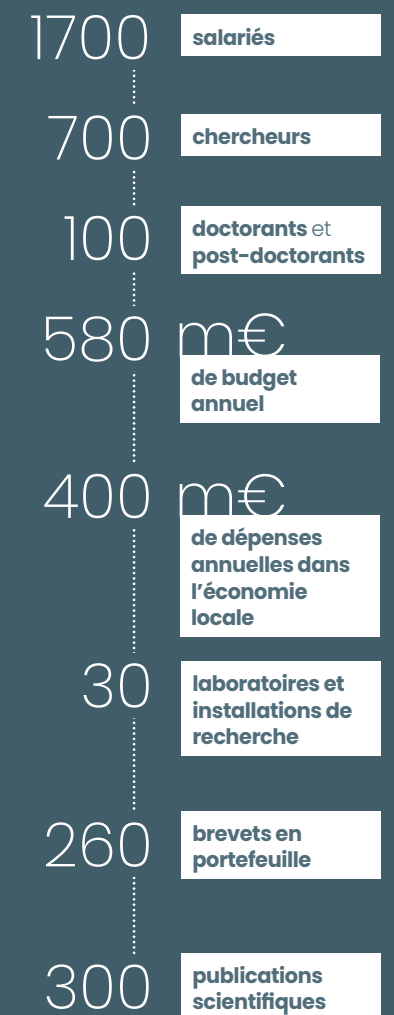 1700 salariés
700 chercheurs
100 doctorants et
post-doctorants
580 m€
de budget
annuel
400 m€
de dépenses
annuelles dans
l’économie
locale
30 laboratoires et
installations de
recherche
260 brevets en
portefeuille
300 publications
scientifiques